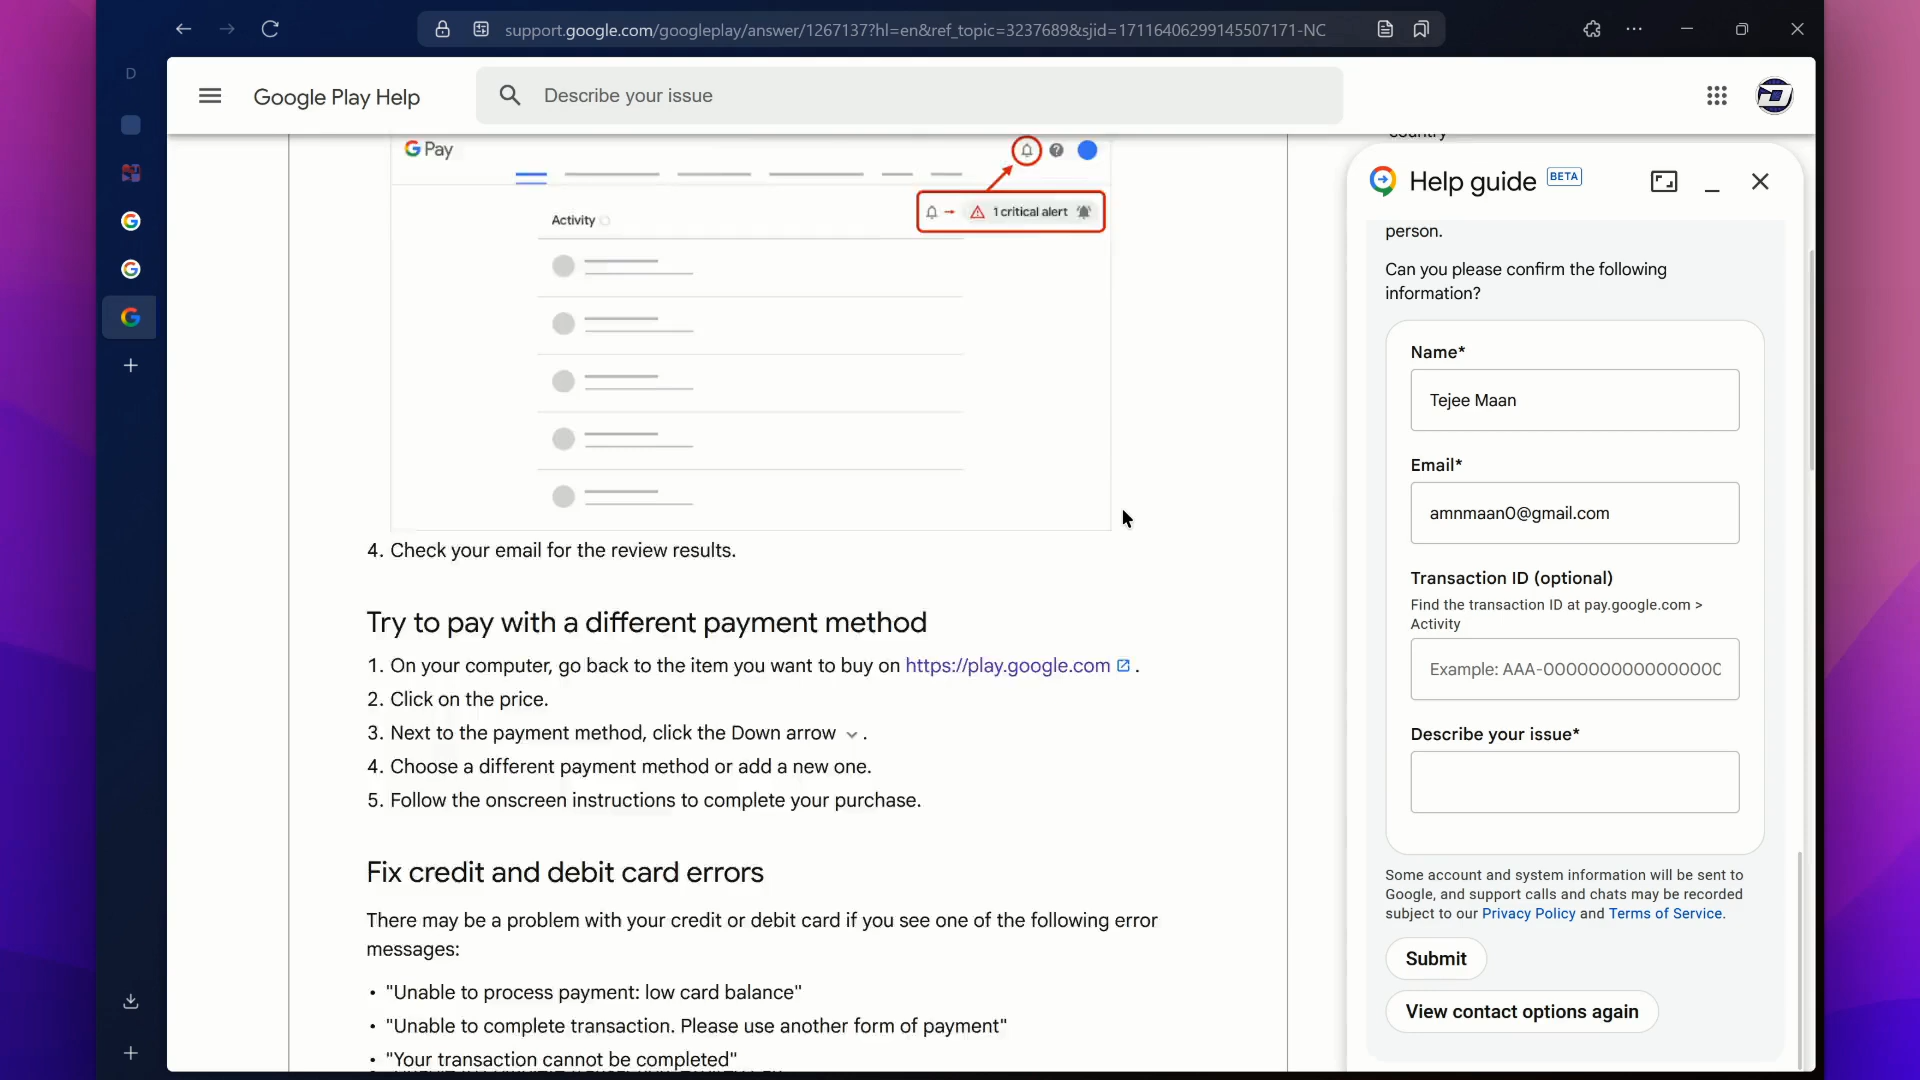 support.google.com/googleplay/answer/1267137?hl=en&ref_topic=3237689&sjid=17116406299145507171-NC
D
Google Play Help
Describe your issue
G Pay
Activity
1 critical alert
4. Check your email for the review results.
Try to pay with a different payment method
1. On your computer, go back to the item you want to buy on https://play.google.com .
2. Click on the price.
3. Next to the payment method, click the Down arrow .
4. Choose a different payment method or add a new one.
5. Follow the onscreen instructions to complete your purchase.
Fix credit and debit card errors
There may be a problem with your credit or debit card if you see one of the following error
messages:
• "Unable to process payment: low card balance"
• "Unable to complete transaction. Please use another form of payment"
• "Your transaction cannot be completed"
country
Help guide BETA
person.
Can you please confirm the following
information?
Name*
Tejee Maan
Email*
amnmaan0@gmail.com
Transaction ID (optional)
Find the transaction ID at pay.google.com >
Activity
Example: AAA-0000000000000000
Describe your issue*
Some account and system information will be sent to
Google, and support calls and chats may be recorded
subject to our Privacy Policy and Terms of Service.
Submit
View contact options again